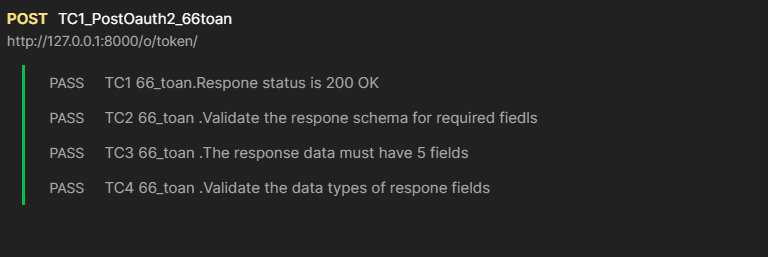 POST TC1_PostOauth2_66toan
http://127.0.0.1:8000/o/token/
PASS TC1 66_toan.Respone status is 200 OK
PASS TC2 66_toan .Validate the respone schema for required fiedls
PASS TC3 66_toan .The response data must have 5 fields
PASS TC4 66_toan .Validate the data types of respone fields